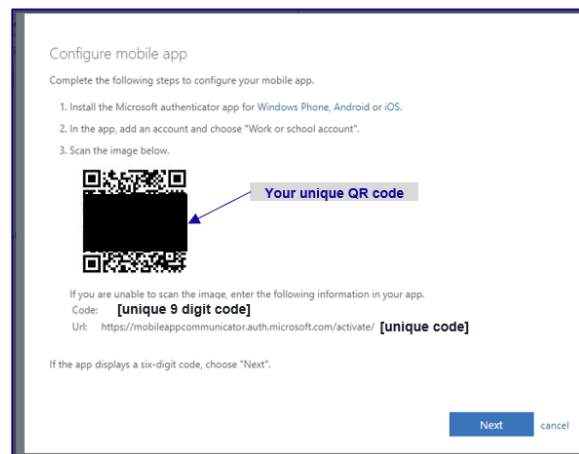 Configure mobile app
Complete the following steps to configure your mobile app.
1. Install the Microsoft authenticator app for Windows Phone, Android or iOS.
2. In the app, add an account and choose "Work or school account".
3. Scan the image below.
Your unique QR code
If you are unable to scan the image, enter the following information in your app.
Code: [unique 9 digit code]
Url: https://mobileappcommunicator.auth.microsoft.com/activate/ [unique code]
If the app displays a six-digit code, choose "Next".
Next cancel